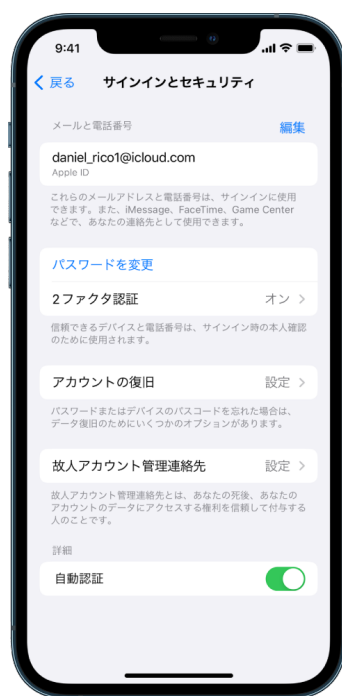 9:41
戻る サインインとセキュリティ
メールと電話番号 編集
daniel_rico1@icloud.com
Apple ID
これらのメールアドレスと電話番号は、サインインに使用
できます。また、iMessage、FaceTime、Game Center
などで、あなたの連絡先として使用できます。
パスワードを変更
2ファクタ認証 オン
信頼できるデバイスと電話番号は、サインイン時の本人確認
のために使用されます。
アカウントの復旧 設定
パスワードまたはデバイスのパスコードを忘れた場合は、
データ復旧のためにいくつかのオプションがあります。
故人アカウント管理連絡先 設定
故人アカウント管理連絡先とは、あなたの死後、あなたの
アカウントのデータにアクセスする権利を信頼して付与する
人のことです。
詳細
自動認証